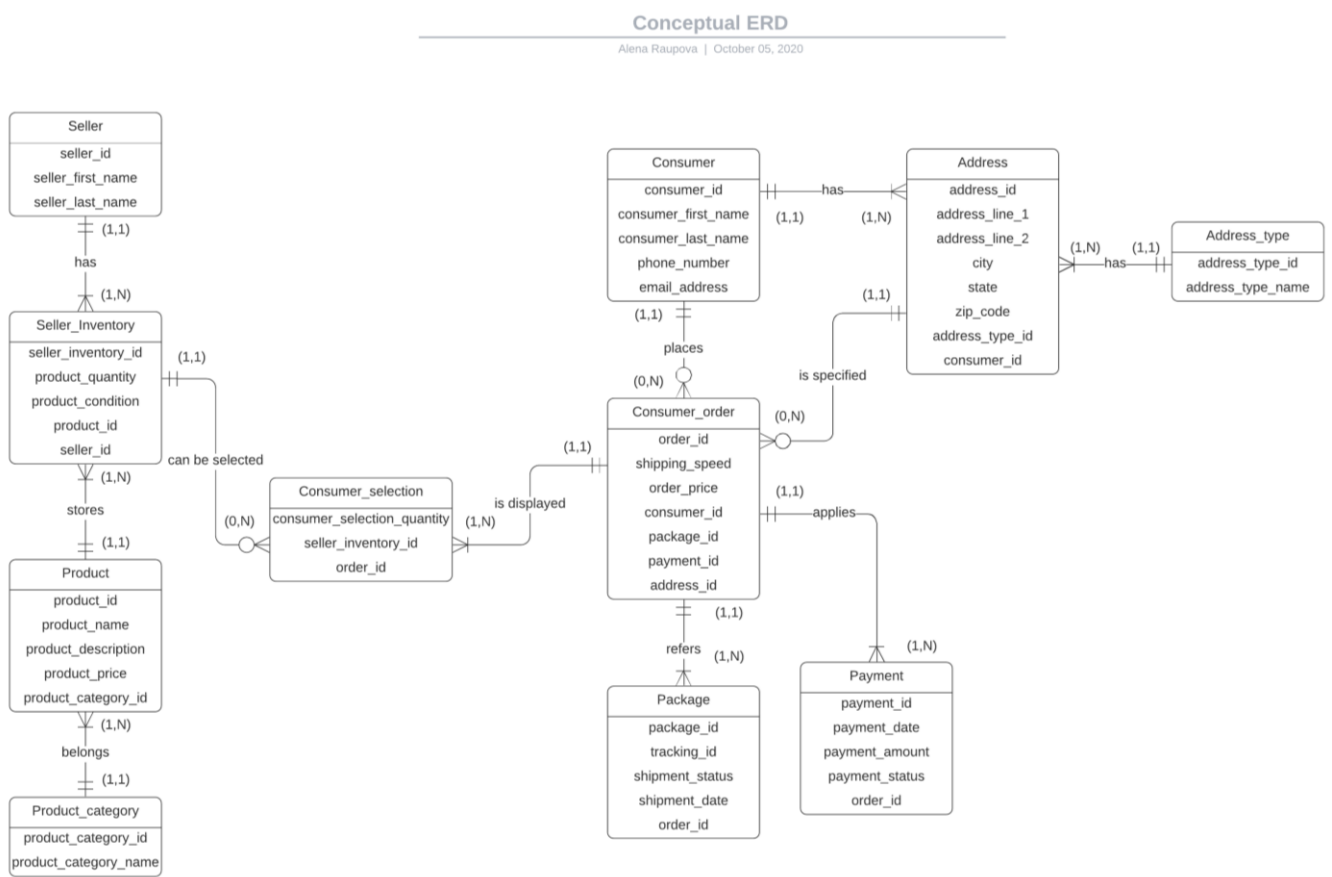 Conceptual ERD
Alena Raupova | October 05, 2020
Seller
seller_id
seller_first_name
seller_last_name
(1,1)
has
(1,N)
Seller_Inventory
seller_inventory_id
product_quantity
product_condition
product_id
seller_id
(1,1)
can be selected
(0,N)
(1,N)
stores
(1,1)
Product
product_id
product_name
product_description
product_price
product_category_id
(1,N)
belongs
(1,1)
Product_category
product_category_id
product_category_name
Consumer_selection
consumer_selection_quantity
seller_inventory_id
order_id
(1,N)
is displayed
(1,1)
Consumer
consumer_id
consumer_first_name
consumer_last_name
phone_number
email_address
(1,1)
has
(1,N)
(1,1)
places
(0,N)
Consumer_order
order_id
shipping_speed
order_price
consumer_id
package_id
payment_id
address_id
(0,N)
is specified
(1,1)
(1,1)
applies
(1,N)
(1,1)
refers
(1,N)
Package
package_id
tracking_id
shipment_status
shipment_date
order_id
Payment
payment_id
payment_date
payment_amount
payment_status
order_id
Address
address_id
address_line_1
address_line_2
city
state
zip_code
address_type_id
consumer_id
(1,N)
has
(1,1)
Address_type
address_type_id
address_type_name